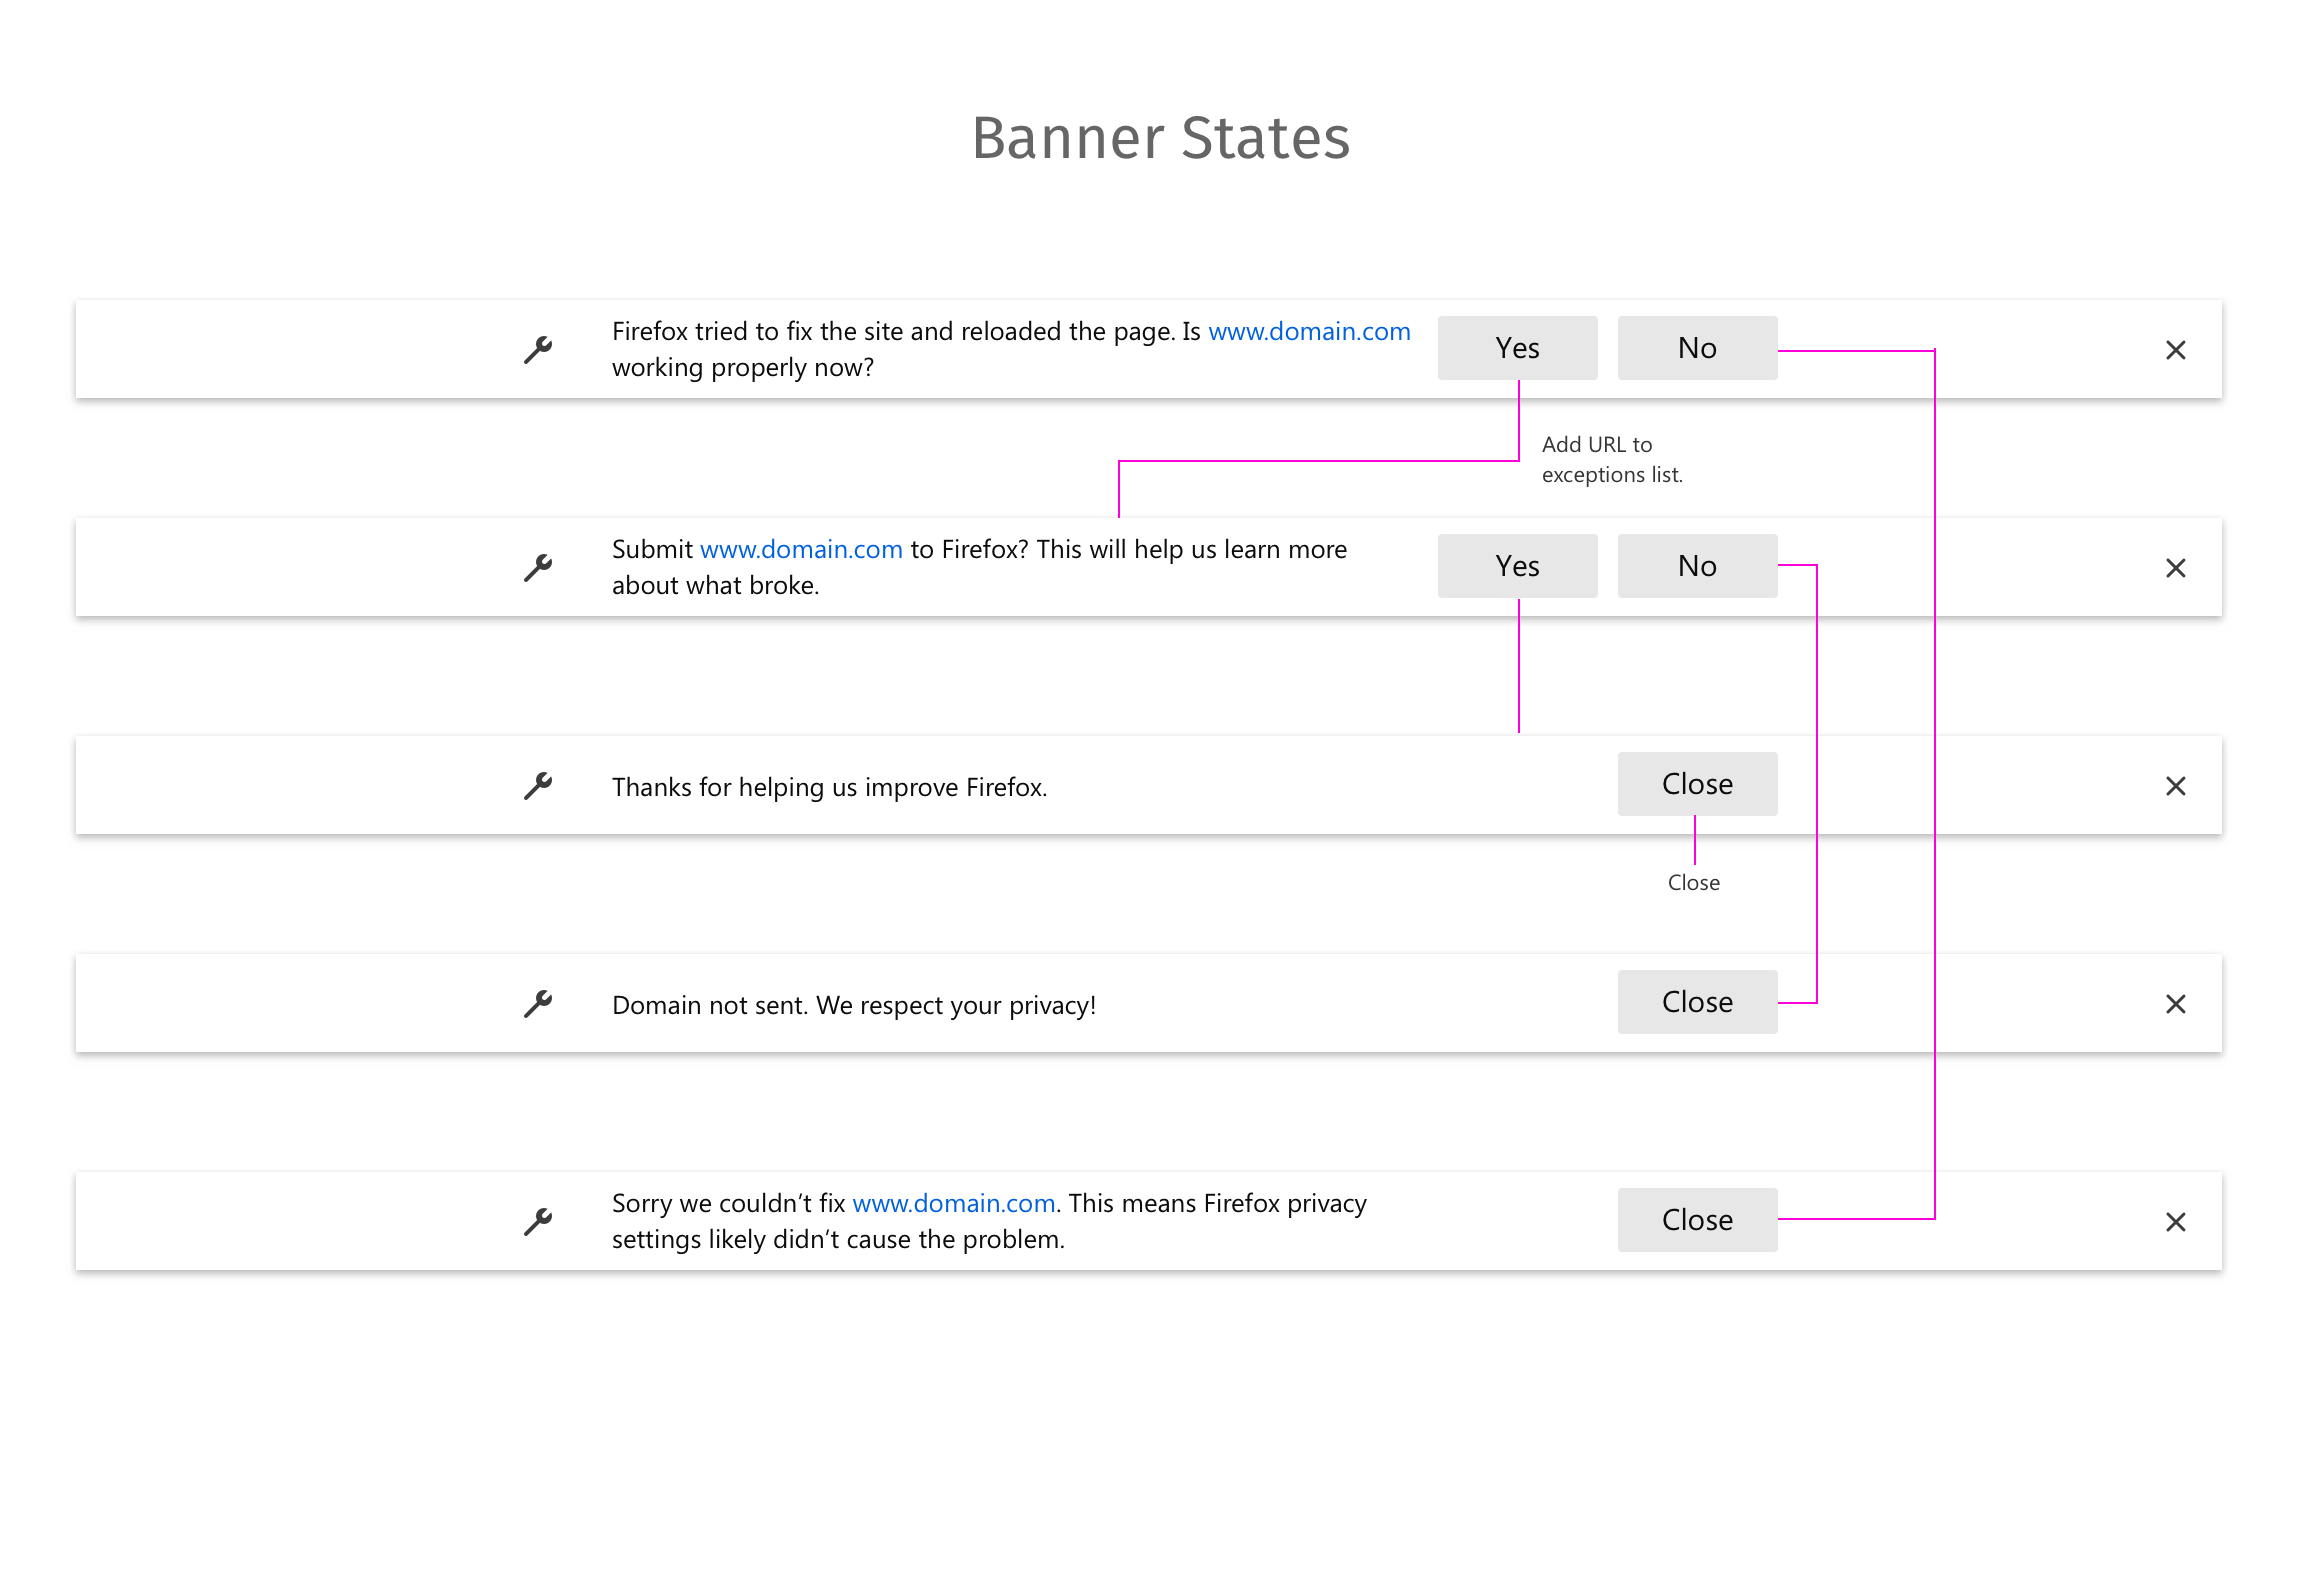 Banner States
Firefox tried to fix the site and reloaded the page. Is www.domain.com
working properly now?
Yes
No
Add URL to
exceptions list.
Submit www.domain.com to Firefox? This will help us learn more
about what broke.
Yes
No
Thanks for helping us improve Firefox.
Close
Close
Domain not sent. We respect your privacy!
Close
Sorry we couldn’t fix www.domain.com. This means Firefox privacy
settings likely didn’t cause the problem.
Close